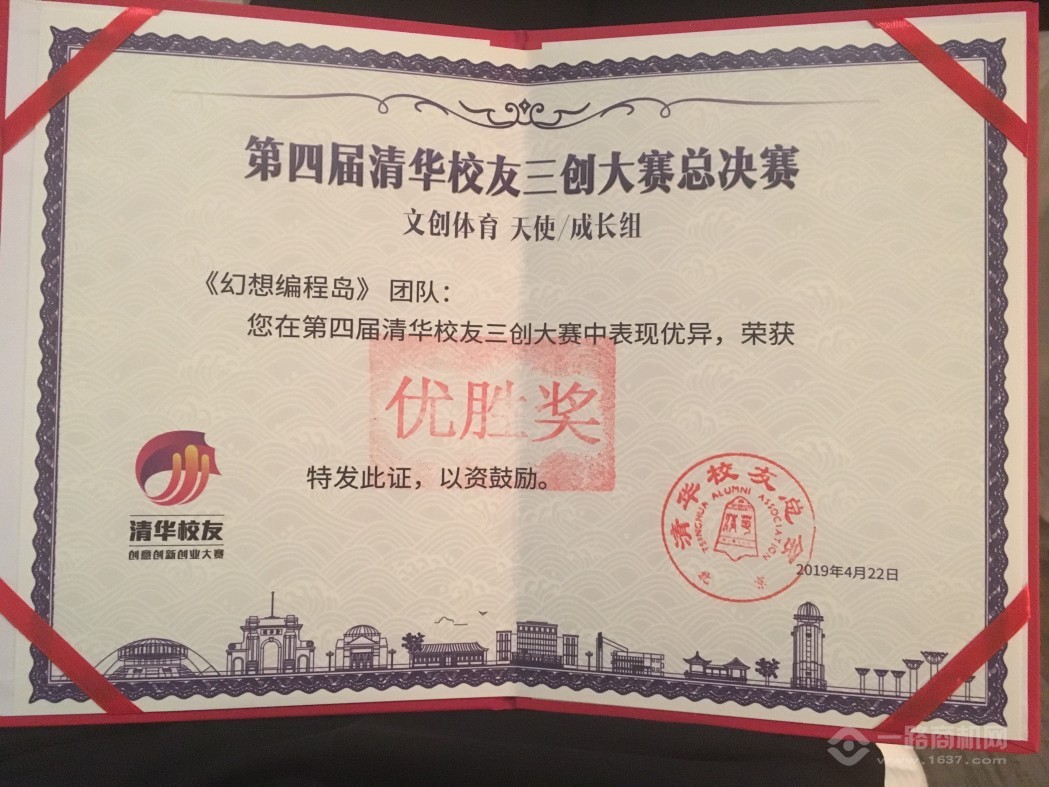 第四届清华校友三创大赛总决赛
文创体育 天使/成长组
《幻想编程岛》 团队：
您在第四届清华校友三创大赛中表现优异，荣获
优胜奖
特发此证，以资鼓励。
清华校友
创意创新创业大赛
清华校友总会
TSINGHUA ALUMNI ASSOCIATION
2019年4月22日
一路商机网
www.1637.com